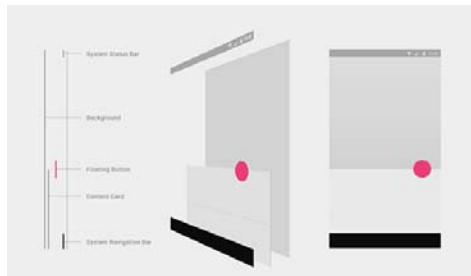 System Status Bar
Background
Floating Button
Content Card
System Navigation Bar